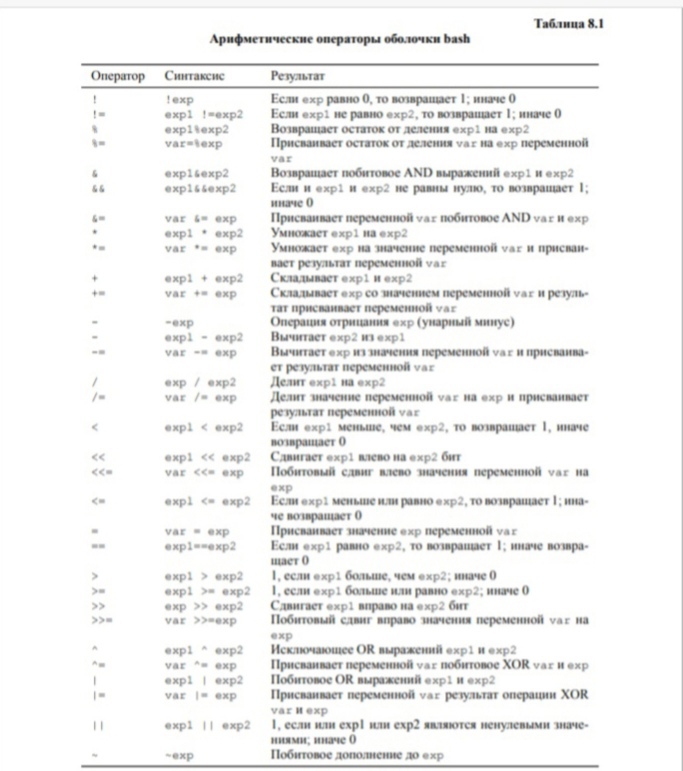 Таблица 8.1
Арифметические операторы оболочки bash
Оператор Синтаксис Результат
! !exp Если exp равно 0, то возвращает 1; иначе 0
!= exp1 !=exp2 Если exp1 не равно exp2, то возвращает 1; иначе 0
% exp1%exp2 Возвращает остаток от деления exp1 на exp2
%= var=%exp Присваивает остаток от деления var на exp переменной
var
& exp1&exp2 Возвращает побитовое AND выражений exp1 и exp2
&& exp1&&exp2 Если и exp1 и exp2 не равны нулю, то возвращает 1;
иначе 0
&= var &= exp Присваивает переменной var побитовое AND var и exp
* exp1 * exp2 Умножает exp1 на exp2
*= var *= exp Умножает exp на значение переменной var и присваи-
вает результат переменной var
+ exp1 + exp2 Складывает exp1 и exp2
+= var += exp Складывает exp со значением переменной var и резуль-
тат присваивает переменной var
- -exp Операция отрицания exp (унарный минус)
- exp1 - exp2 Вычитает exp2 из exp1
-= var -= exp Вычитает exp из значения переменной var и присваива-
ет результат переменной var
/ exp / exp2 Делит exp1 на exp2
/= var /= exp Делит значение переменной var на exp и присваивает
результат переменной var
< exp1 < exp2 Если exp1 меньше, чем exp2, то возвращает 1, иначе
возвращает 0
<< exp1 << exp2 Сдвигает exp1 влево на exp2 бит
<<= var <<= exp Побитовый сдвиг влево значения переменной var на
exp
<= exp1 <= exp2 Если exp1 меньше или равно exp2, то возвращает 1; ина-
че возвращает 0
= var = exp Присваивает значение exp переменной var
== exp1==exp2 Если exp1 равно exp2, то возвращает 1; иначе возвра-
щает 0
> exp1 > exp2 1, если exp1 больше, чем exp2; иначе 0
>= exp1 >= exp2 1, если exp1 больше или равно exp2; иначе 0
>> exp >> exp2 Сдвигает exp1 вправо на exp2 бит
>>= var >>=exp Побитовый сдвиг вправо значения переменной var на
exp
^ exp1 ^ exp2 Исключающее OR выражений exp1 и exp2
^= var ^= exp Присваивает переменной var побитовое XOR var и exp
| exp1 | exp2 Побитовое OR выражений exp1 и exp2
|= var |= exp Присваивает переменной var результат операции XOR
var и exp
|| exp1 || exp2 1, если или exp1 или exp2 являются ненулевыми значе-
ниями; иначе 0
~ ~exp Побитовое дополнение до exp